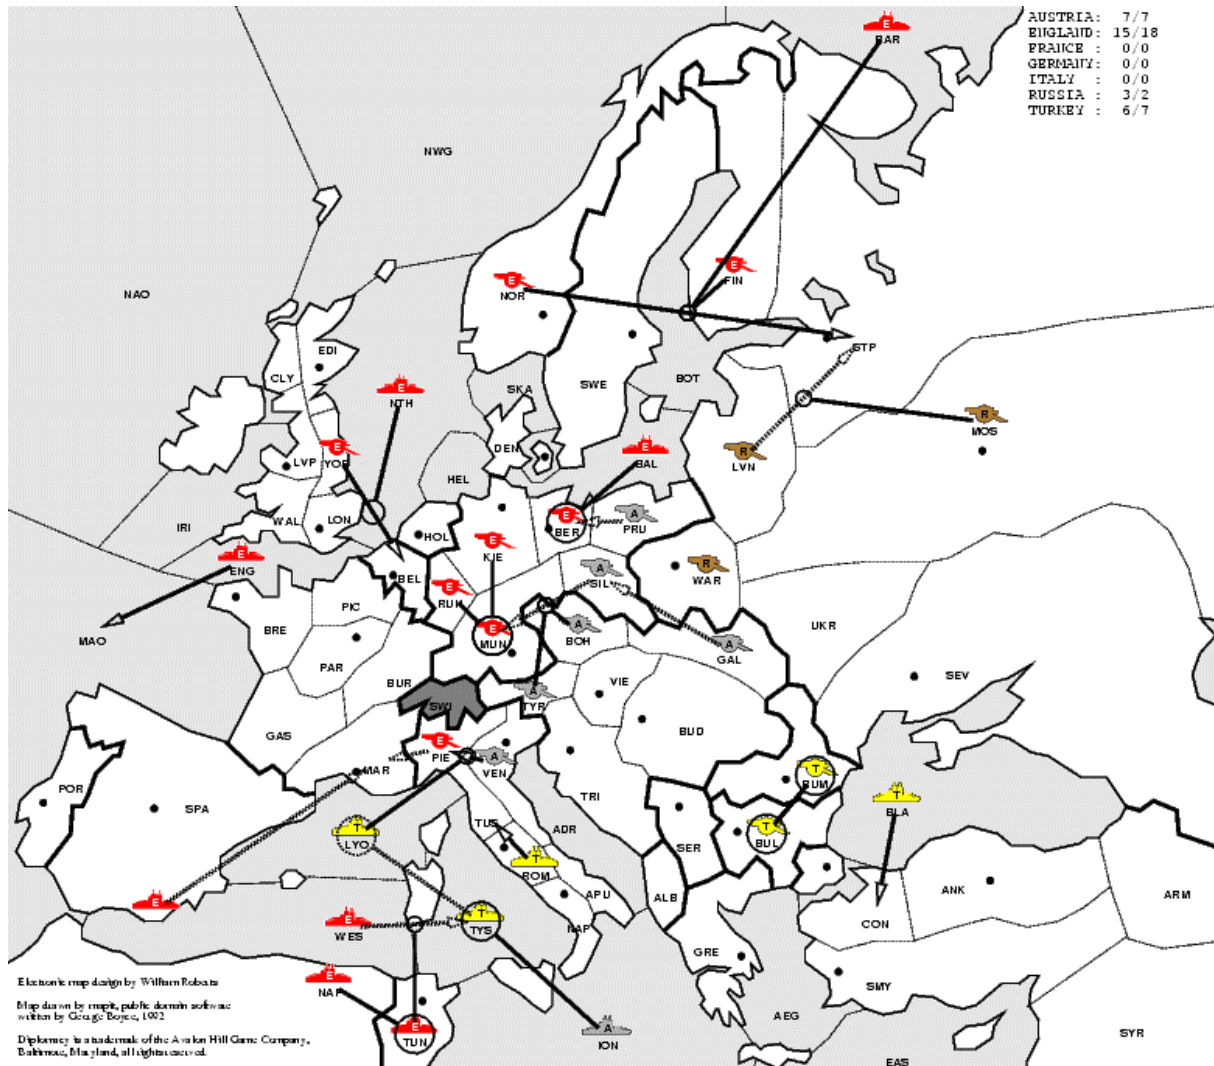 AUSTRIA: 7/7
ENGLAND: 15/18
FRANCE : 0/0
GERMANY: 0/0
ITALY : 0/0
RUSSIA : 3/2
TURKEY : 6/7
E
BAR
NWG
NAO
E
NOR
E
FIN
EDI
STP
CLY
E
NTH
SKA
SWE
BOT
R
MOS
E
YOR
LVP
DEN
E
BAL
R
LVN
HEL
IRI
WAL
LON
HOL
E
BER
A
PRU
E
KIE
E
ENG
BEL
E
RUH
A
SIL
R
WAR
PIC
BRE
MAO
E
MUN
A
BOH
A
GAL
UKR
PAR
BUR
SWI
A
TYR
VIE
SEV
GAS
BUD
E
PIE
A
VEN
POR
SPA
MAR
TRI
T
RUM
T
BLA
TUS
ADR
T
LYO
SER
T
BUL
T
ROM
APU
ALB
ANK
ARM
E
E
WES
T
TYS
NAP
CON
GRE
E
NAF
SMY
Electronic map design by William Roberts
Map drawn by mapit, public domain software
written by George Boyce, 1992
AEG
E
TUN
A
ION
SYR
Diplomacy is a trademark of the Avalon Hill Game Company,
Baltimore, Maryland, all rights reserved.
EAS